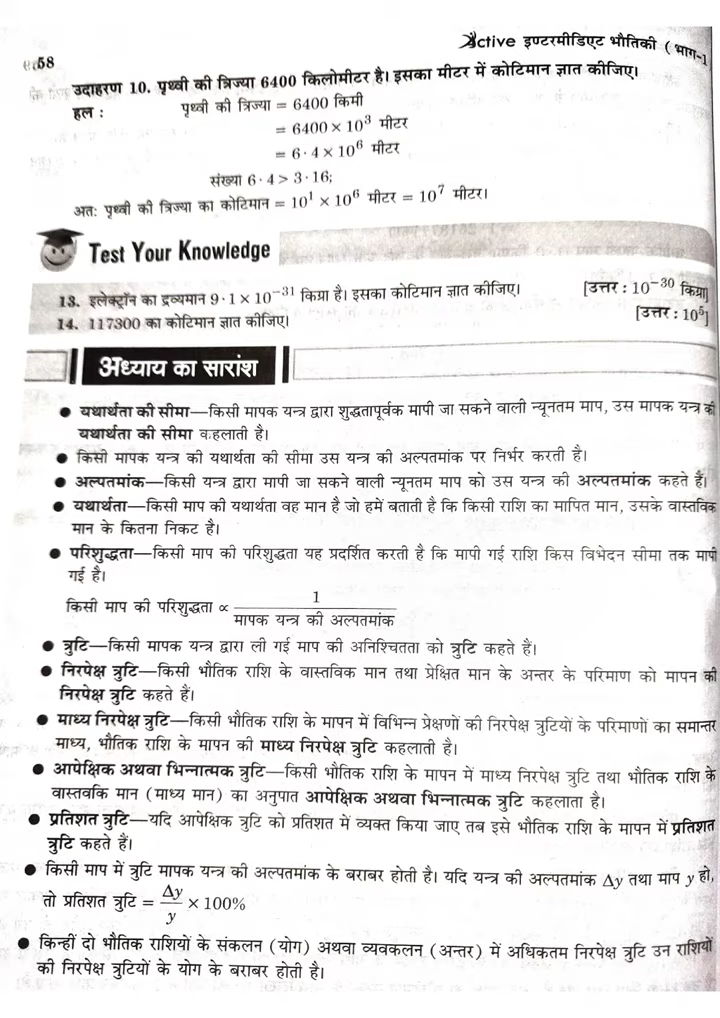 58
Active इण्टरमीडिएट भौतिकी ( भाग-1
उदाहरण 10. पृथ्वी की त्रिज्या 6400 किलोमीटर है। इसका मीटर में कोटिमान ज्ञात कीजिए।
हल : पृथ्वी की त्रिज्या = 6400 किमी
= 6400 × 10³ मीटर
= 6·4 × 10⁶ मीटर
संख्या 6·4 > 3·16;
अतः पृथ्वी की त्रिज्या का कोटिमान = 10¹ × 10⁶ मीटर = 10⁷ मीटर।
Test Your Knowledge
13. इलेक्ट्रॉन का द्रव्यमान 9·1 × 10⁻³¹ किग्रा है। इसका कोटिमान ज्ञात कीजिए। [उत्तर : 10⁻³⁰ किग्रा]
14. 117300 का कोटिमान ज्ञात कीजिए। [उत्तर : 10⁵]
अध्याय का सारांश
● यथार्थता की सीमा—किसी मापक यन्त्र द्वारा शुद्धतापूर्वक मापी जा सकने वाली न्यूनतम माप, उस मापक यन्त्र की
यथार्थता की सीमा कहलाती है।
● किसी मापक यन्त्र की यथार्थता की सीमा उस यन्त्र की अल्पतमांक पर निर्भर करती है।
● अल्पतमांक—किसी यन्त्र द्वारा मापी जा सकने वाली न्यूनतम माप को उस यन्त्र की अल्पतमांक कहते हैं।
● यथार्थता—किसी माप की यथार्थता वह मान है जो हमें बताती है कि किसी राशि का मापित मान, उसके वास्तविक
मान के कितना निकट है।
● परिशुद्धता—किसी माप की परिशुद्धता यह प्रदर्शित करती है कि मापी गई राशि किस विभेदन सीमा तक मापी
गई है।
किसी माप की परिशुद्धता ∝ 1 / मापक यन्त्र की अल्पतमांक
● त्रुटि—किसी मापक यन्त्र द्वारा ली गई माप की अनिश्चितता को त्रुटि कहते हैं।
● निरपेक्ष त्रुटि—किसी भौतिक राशि के वास्तविक मान तथा प्रेक्षित मान के अन्तर के परिमाण को मापन की
निरपेक्ष त्रुटि कहते हैं।
● माध्य निरपेक्ष त्रुटि—किसी भौतिक राशि के मापन में विभिन्न प्रेक्षणों की निरपेक्ष त्रुटियों के परिमाणों का समान्तर
माध्य, भौतिक राशि के मापन की माध्य निरपेक्ष त्रुटि कहलाती है।
● आपेक्षिक अथवा भिन्नात्मक त्रुटि—किसी भौतिक राशि के मापन में माध्य निरपेक्ष त्रुटि तथा भौतिक राशि के
वास्तवकि मान (माध्य मान) का अनुपात आपेक्षिक अथवा भिन्नात्मक त्रुटि कहलाता है।
● प्रतिशत त्रुटि—यदि आपेक्षिक त्रुटि को प्रतिशत में व्यक्त किया जाए तब इसे भौतिक राशि के मापन में प्रतिशत
त्रुटि कहते हैं।
● किसी माप में त्रुटि मापक यन्त्र की अल्पतमांक के बराबर होती है। यदि यन्त्र की अल्पतमांक Δy तथा माप y हो,
तो प्रतिशत त्रुटि = Δy / y × 100%
● किन्हीं दो भौतिक राशियों के संकलन (योग) अथवा व्यवकलन (अन्तर) में अधिकतम निरपेक्ष त्रुटि उन राशियों
की निरपेक्ष त्रुटियों के योग के बराबर होती है।